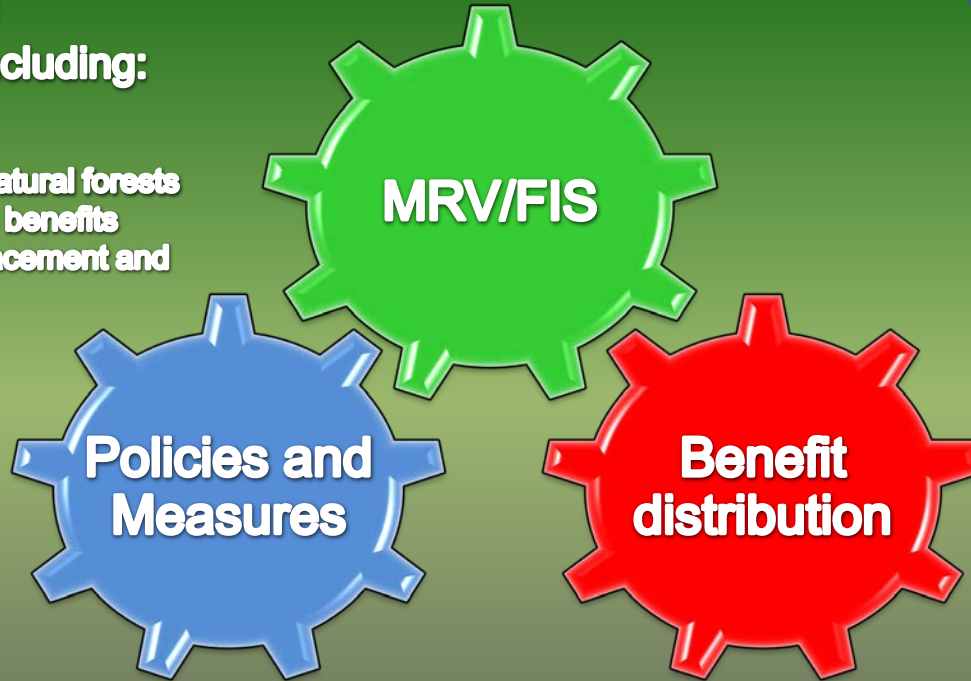 cluding:
atural forests
benefits
acement and
MRV/FIS
Policies and
Measures
Benefit
distribution